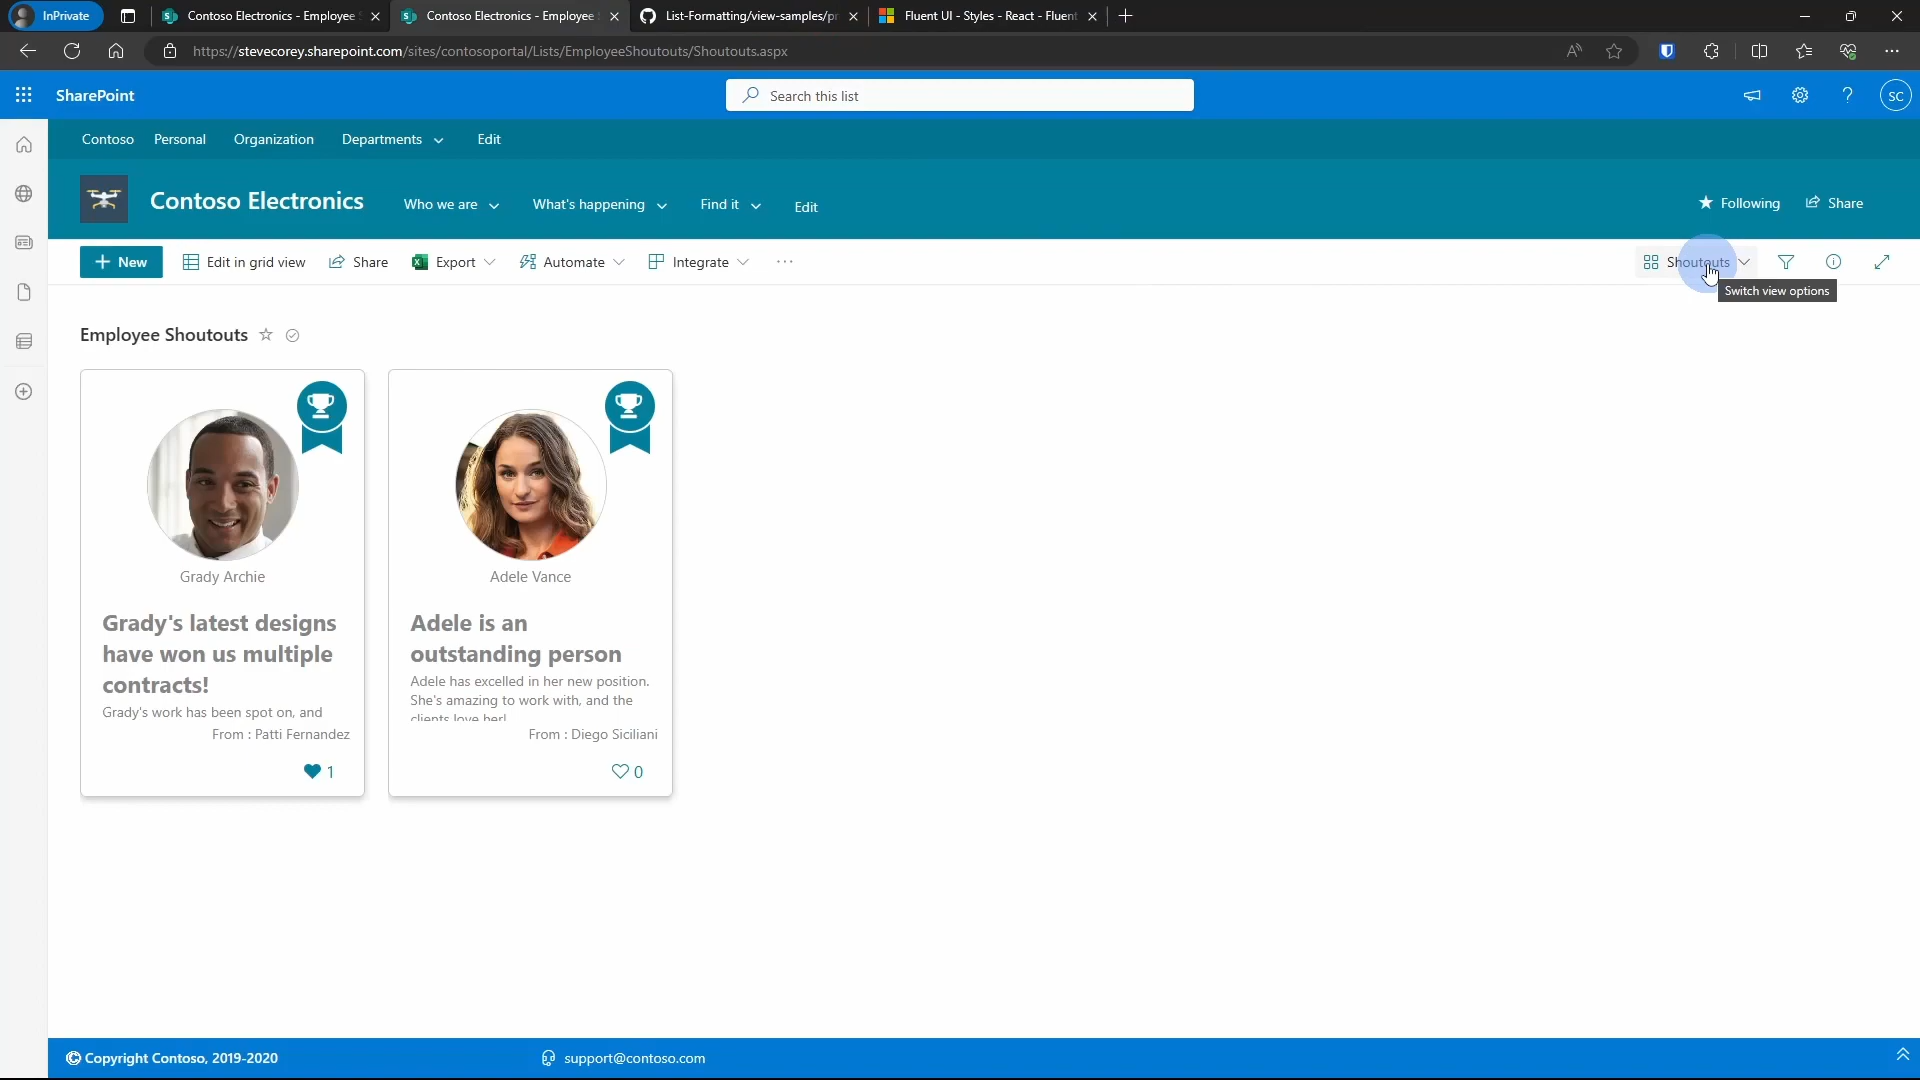 InPrivate
Contoso Electronics - Employee S
Contoso Electronics - Employee S
List-Formatting/view-samples/pr
Fluent UI - Styles - React - Fluent
https://stevecorey.sharepoint.com/sites/contosoportal/Lists/EmployeeShoutouts/Shoutouts.aspx
SharePoint
Search this list
SC
Contoso
Personal
Organization
Departments
Edit
Contoso Electronics
Who we are
What's happening
Find it
Edit
Following
Share
New
Edit in grid view
Share
Export
Automate
Integrate
Shoutouts
Switch view options
Employee Shoutouts
Grady Archie
Grady's latest designs
have won us multiple
contracts!
Grady's work has been spot on, and
From : Patti Fernandez
1
Adele Vance
Adele is an
outstanding person
Adele has excelled in her new position.
She's amazing to work with, and the
clients love her!
From : Diego Siciliani
0
© Copyright Contoso, 2019-2020
support@contoso.com